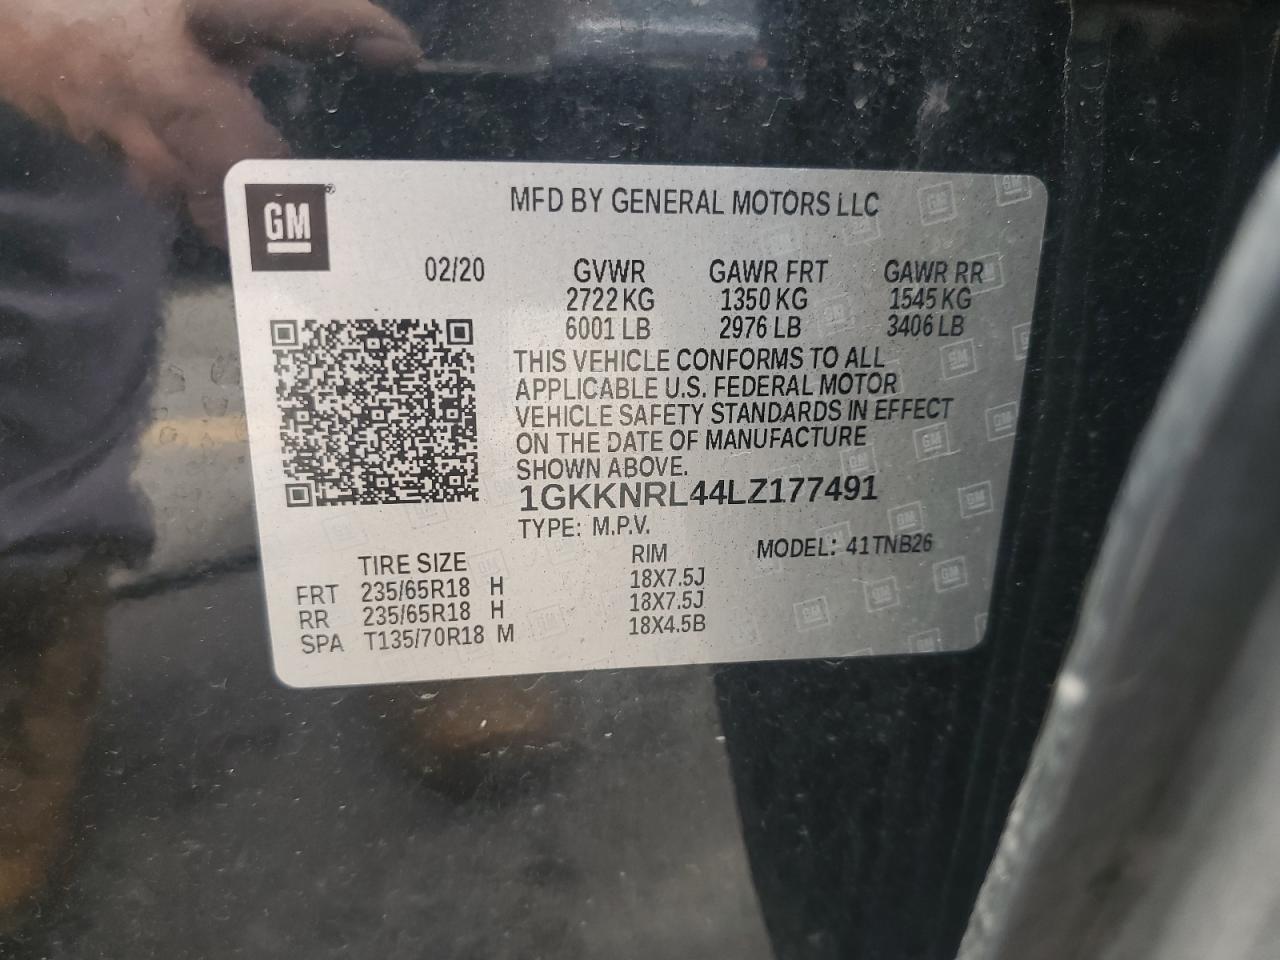 GM
MFD BY GENERAL MOTORS LLC
02/20 GVWR GAWR FRT GAWR RR
2722 KG 1350 KG 1545 KG
6001 LB 2976 LB 3406 LB
THIS VEHICLE CONFORMS TO ALL
APPLICABLE U.S. FEDERAL MOTOR
VEHICLE SAFETY STANDARDS IN EFFECT
ON THE DATE OF MANUFACTURE
SHOWN ABOVE.
1GKKNRL44LZ177491
TYPE: M.P.V. MODEL: 41TNB26
TIRE SIZE RIM
FRT 235/65R18 H 18X7.5J
RR 235/65R18 H 18X7.5J
SPA T135/70R18 M 18X4.5B